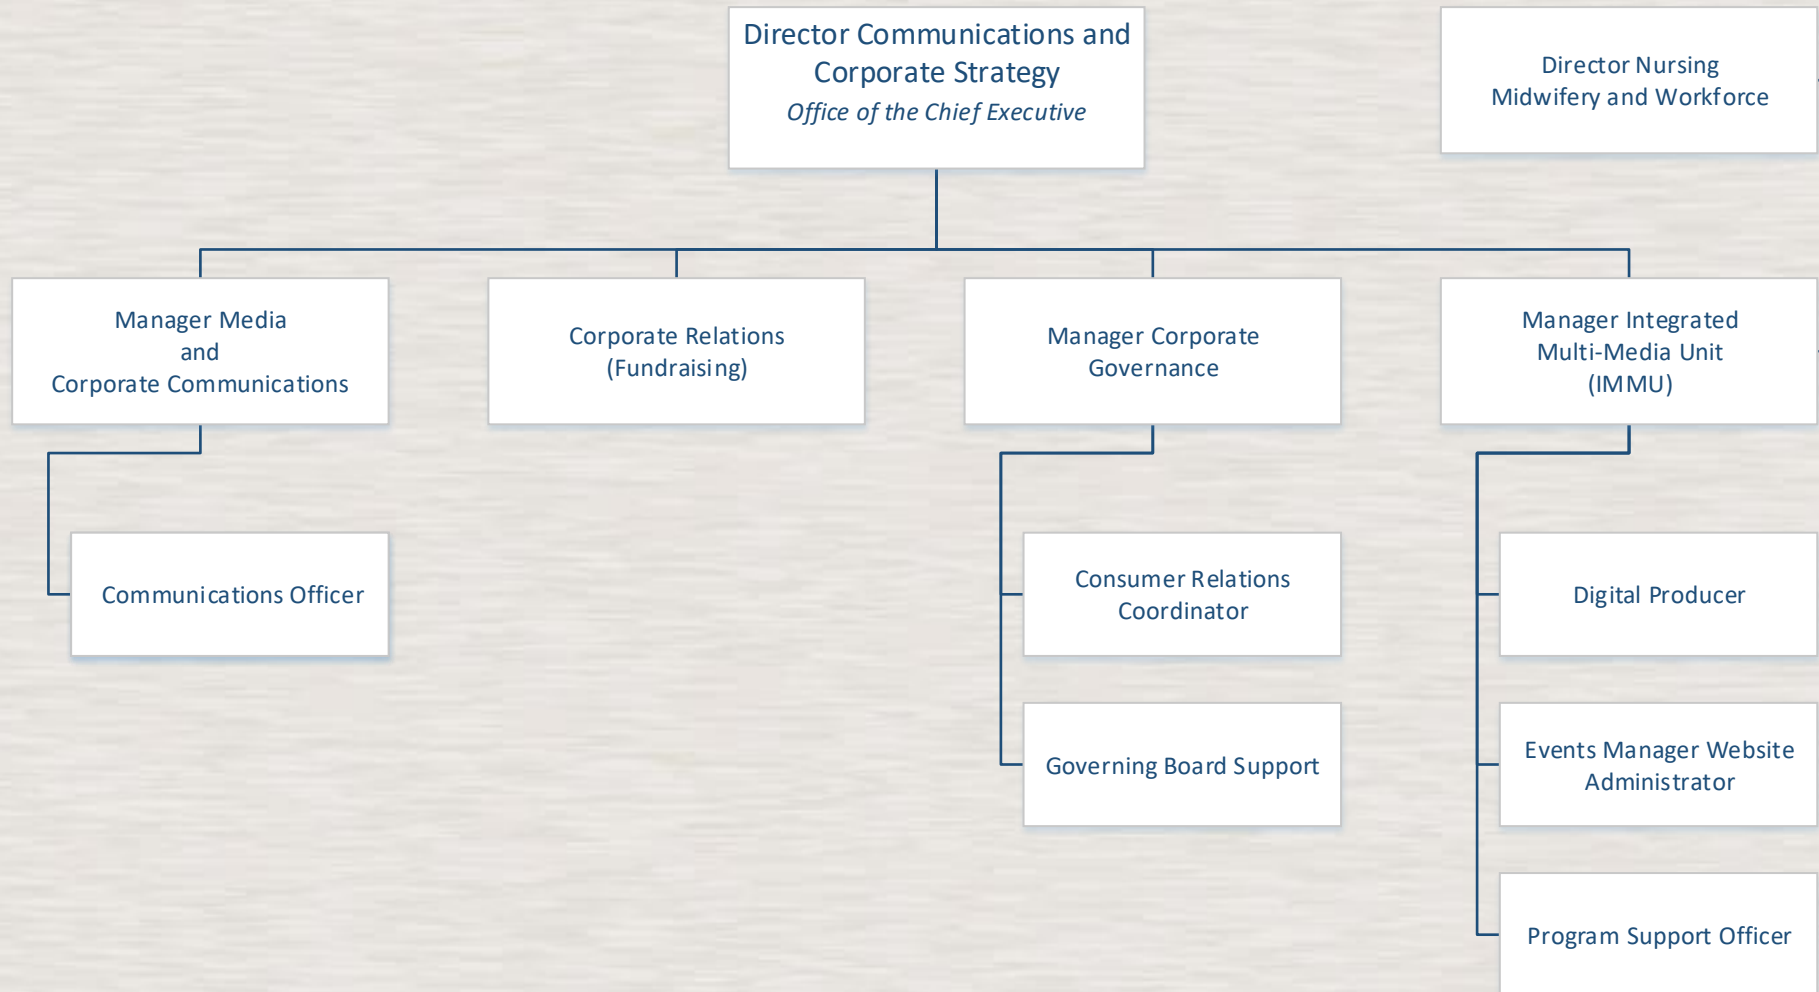 Director Communications and
Corporate Strategy
Office of the Chief Executive
Director Nursing
Midwifery and Workforce
Manager Media
and
Corporate Communications
Corporate Relations
(Fundraising)
Manager Corporate
Governance
Manager Integrated
Multi-Media Unit
(IMMU)
Communications Officer
Consumer Relations
Coordinator
Digital Producer
Governing Board Support
Events Manager Website
Administrator
Program Support Officer